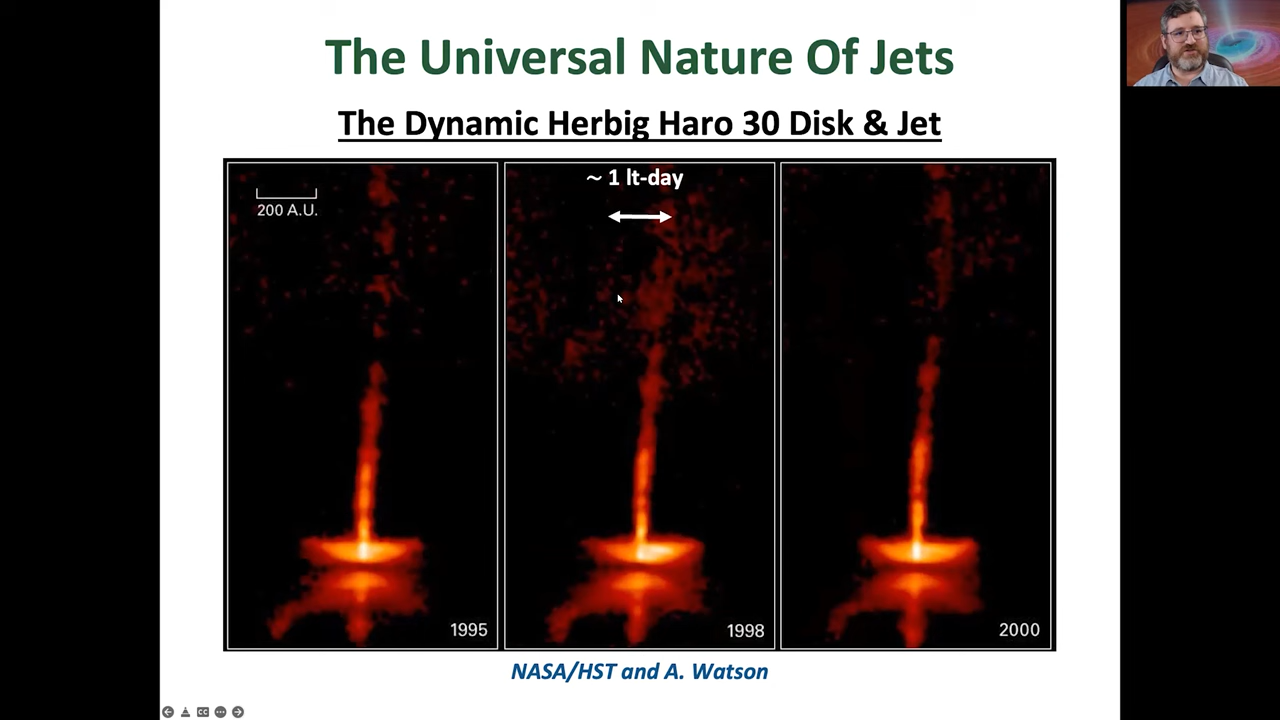 The Universal Nature Of Jets
The Dynamic Herbig Haro 30 Disk & Jet
~ 1 lt-day
200 A.U.
1995
1998
2000
NASA/HST and A. Watson
CC